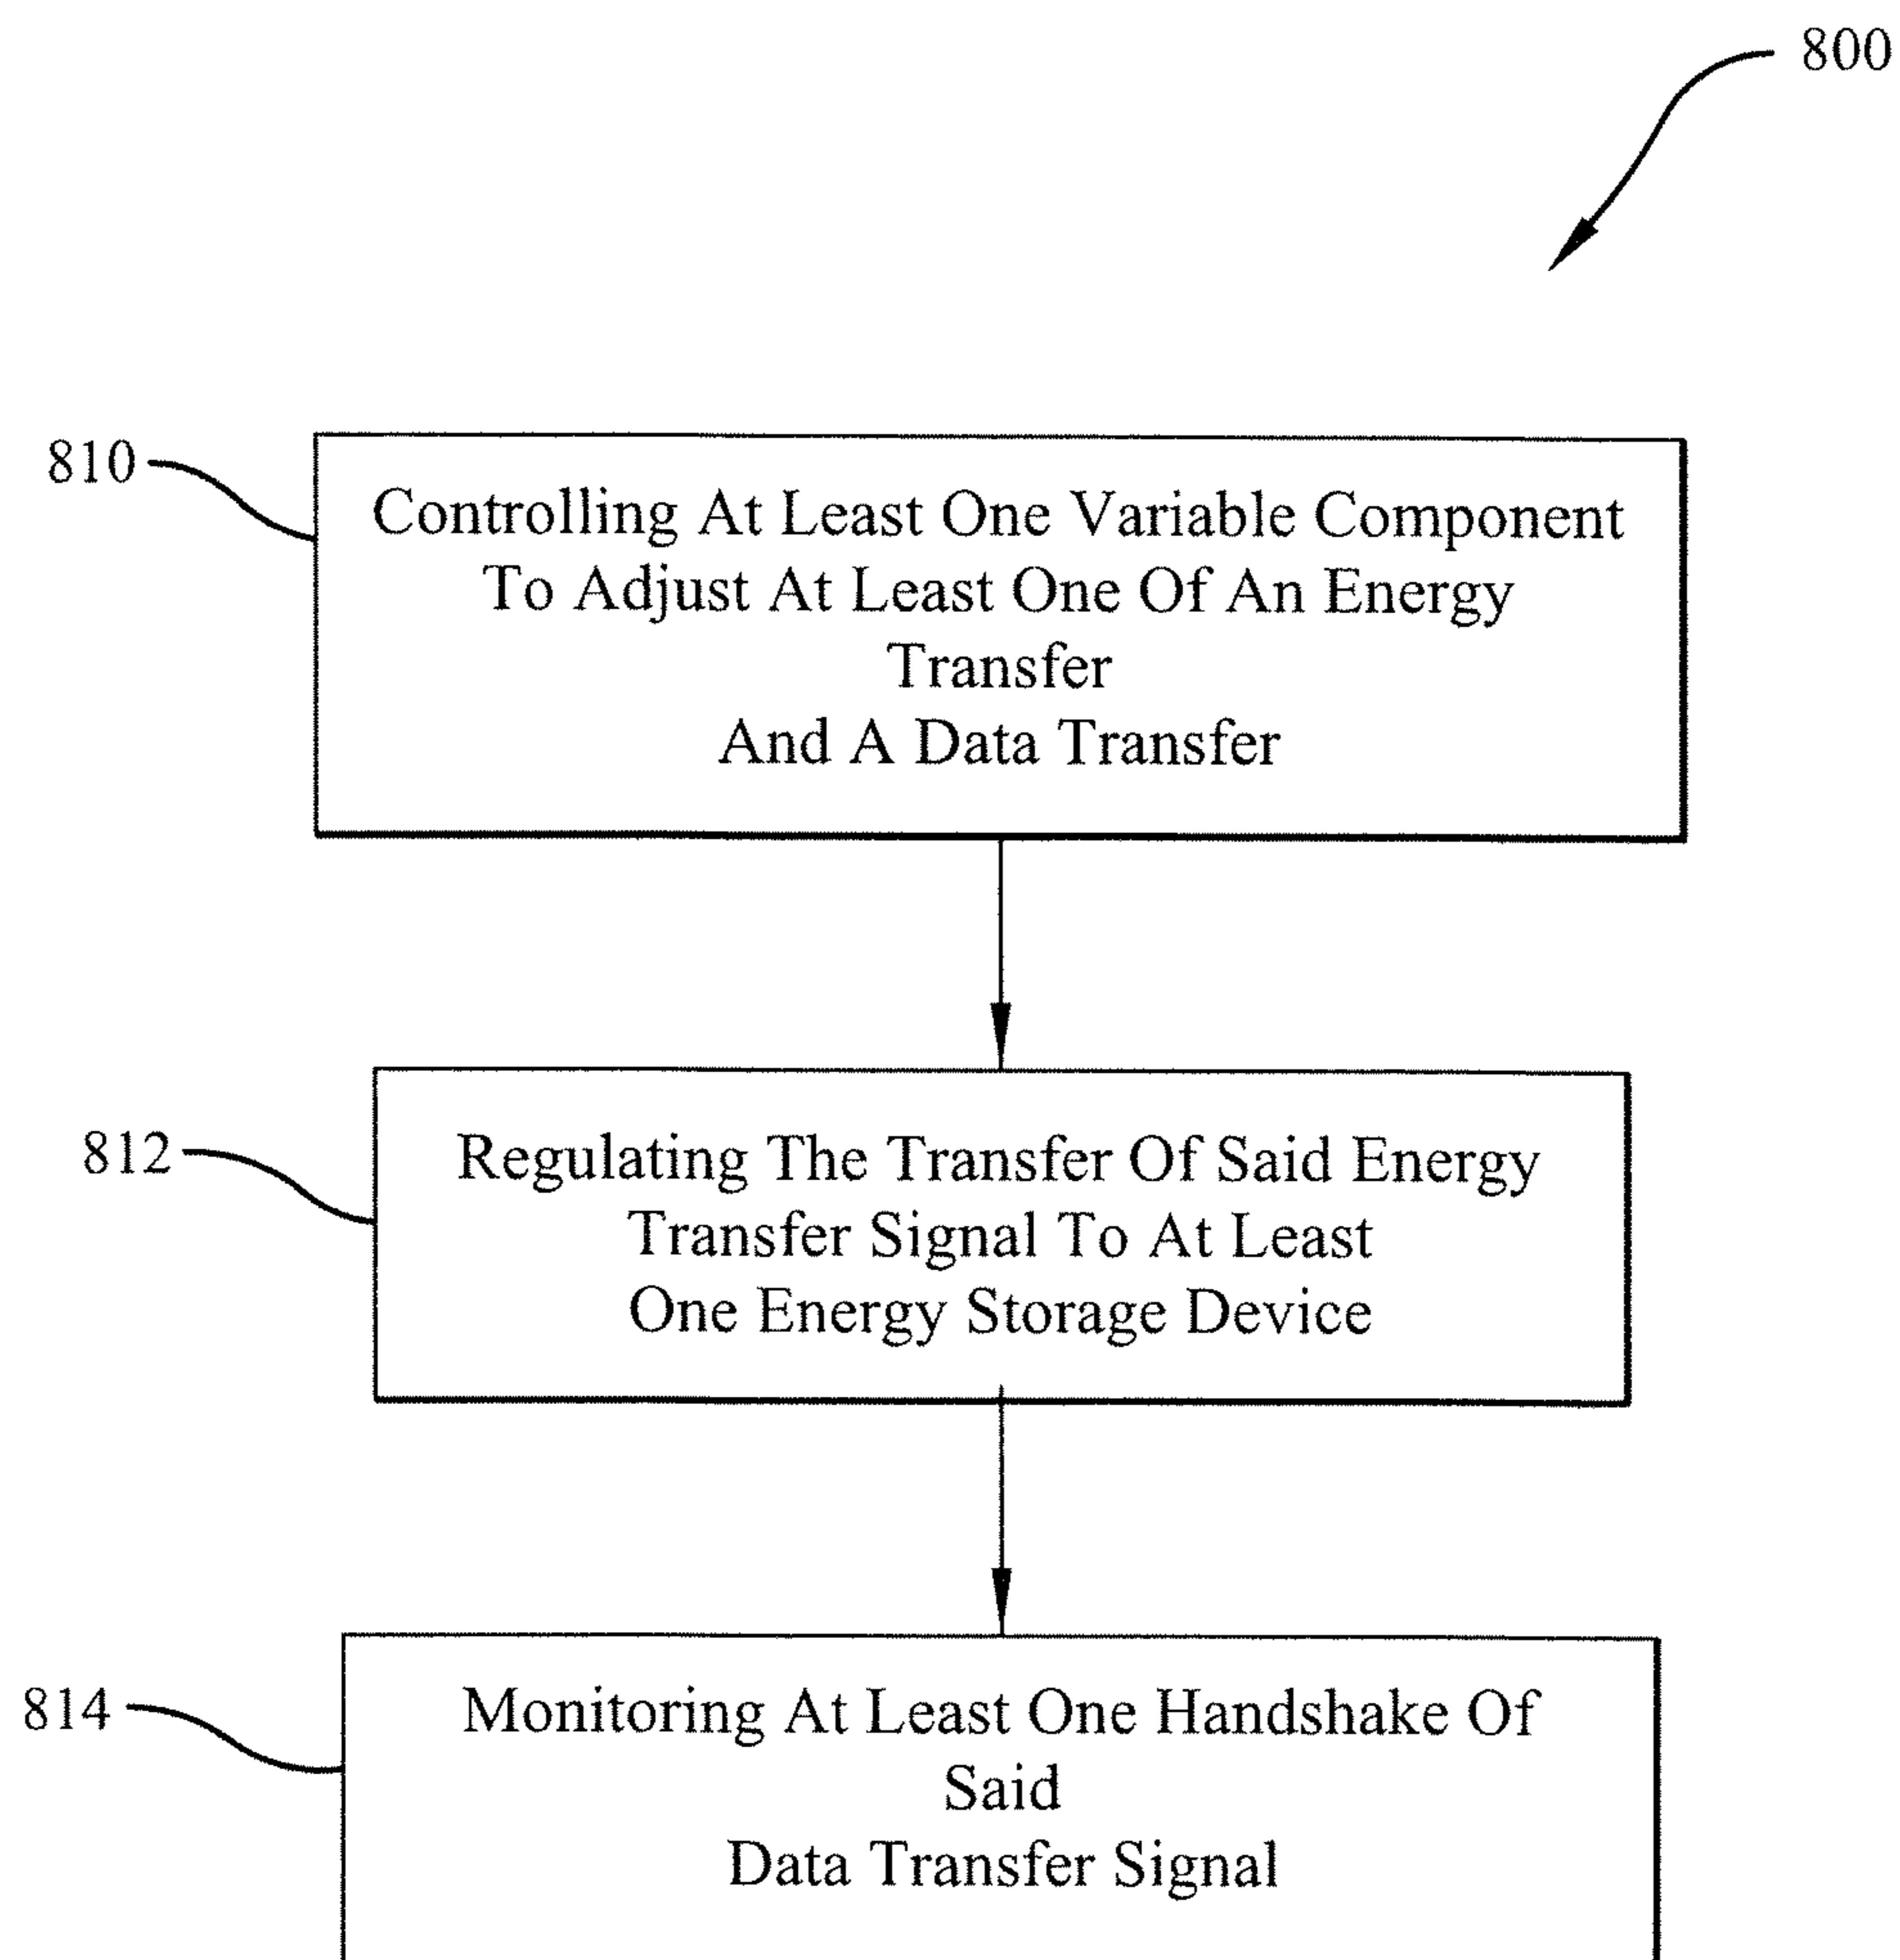 800
810
Controlling At Least One Variable Component
To Adjust At Least One Of An Energy
Transfer
And A Data Transfer
812
Regulating The Transfer Of Said Energy
Transfer Signal To At Least
One Energy Storage Device
814
Monitoring At Least One Handshake Of
Said
Data Transfer Signal